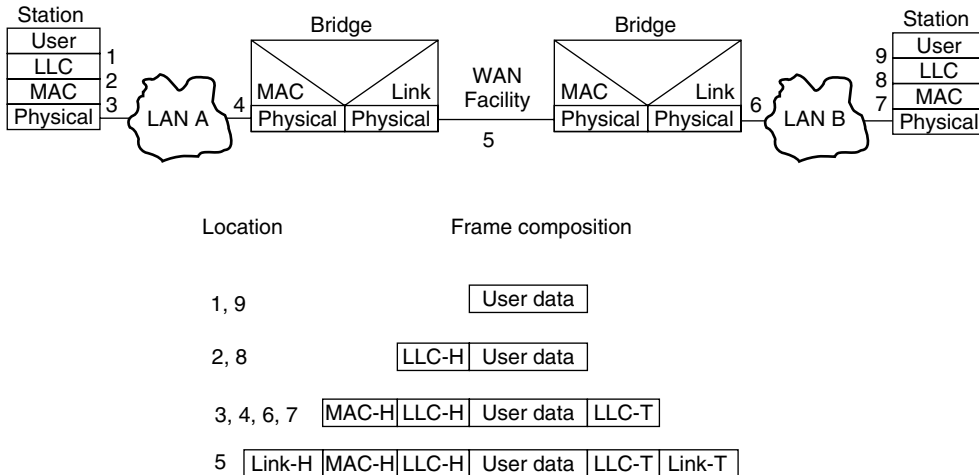 Station
User
LLC
MAC
Physical
1
2
3
LAN A
4
Bridge
MAC
Link
Physical
Physical
WAN
Facility
5
Bridge
MAC
Link
Physical
Physical
6
LAN B
Station
9
8
7
User
LLC
MAC
Physical
Location
Frame composition
1, 9
User data
2, 8
LLC-H
User data
3, 4, 6, 7
MAC-H
LLC-H
User data
LLC-T
5
Link-H
MAC-H
LLC-H
User data
LLC-T
Link-T